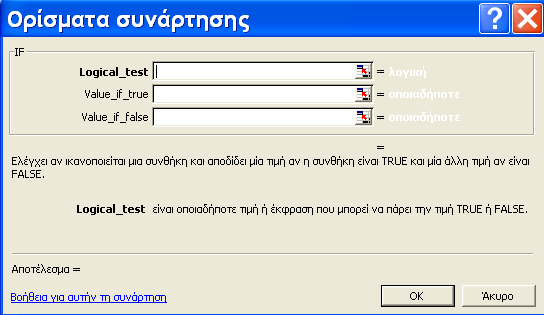 Ορίσματα συνάρτησης ?
IF
Logical_test = λογική
Value_if_true = οποιαδήποτε
Value_if_false = οποιαδήποτε
=
Ελέγχει αν ικανοποιείται μια συνθήκη και αποδίδει μία τιμή αν η συνθήκη είναι TRUE και μία άλλη τιμή αν είναι
FALSE.
Logical_test είναι οποιαδήποτε τιμή ή έκφραση που μπορεί να πάρει την τιμή TRUE ή FALSE.
Αποτέλεσμα =
Βοήθεια για αυτήν τη συνάρτηση OK Άκυρο